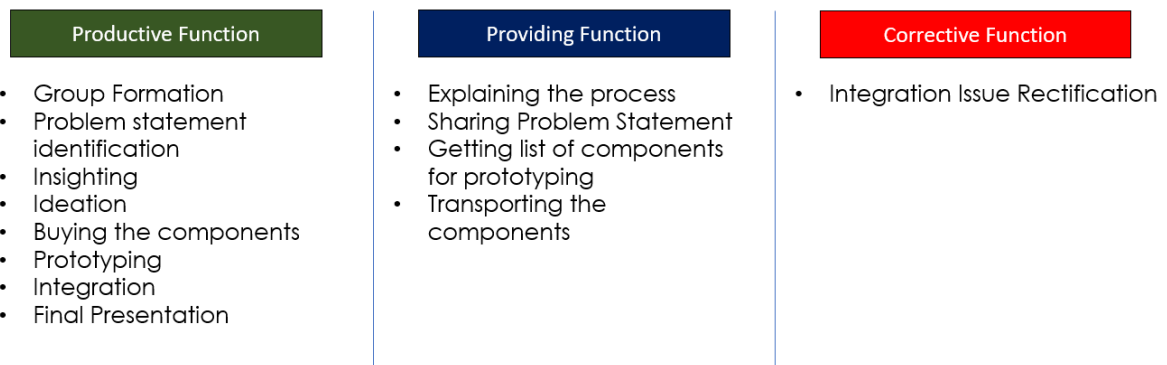 Productive Function
• Group Formation
• Problem statement
identification
• Insighting
• Ideation
• Buying the components
• Prototyping
• Integration
• Final Presentation
Providing Function
• Explaining the process
• Sharing Problem Statement
• Getting list of components
for prototyping
• Transporting the
components
Corrective Function
• Integration Issue Rectification